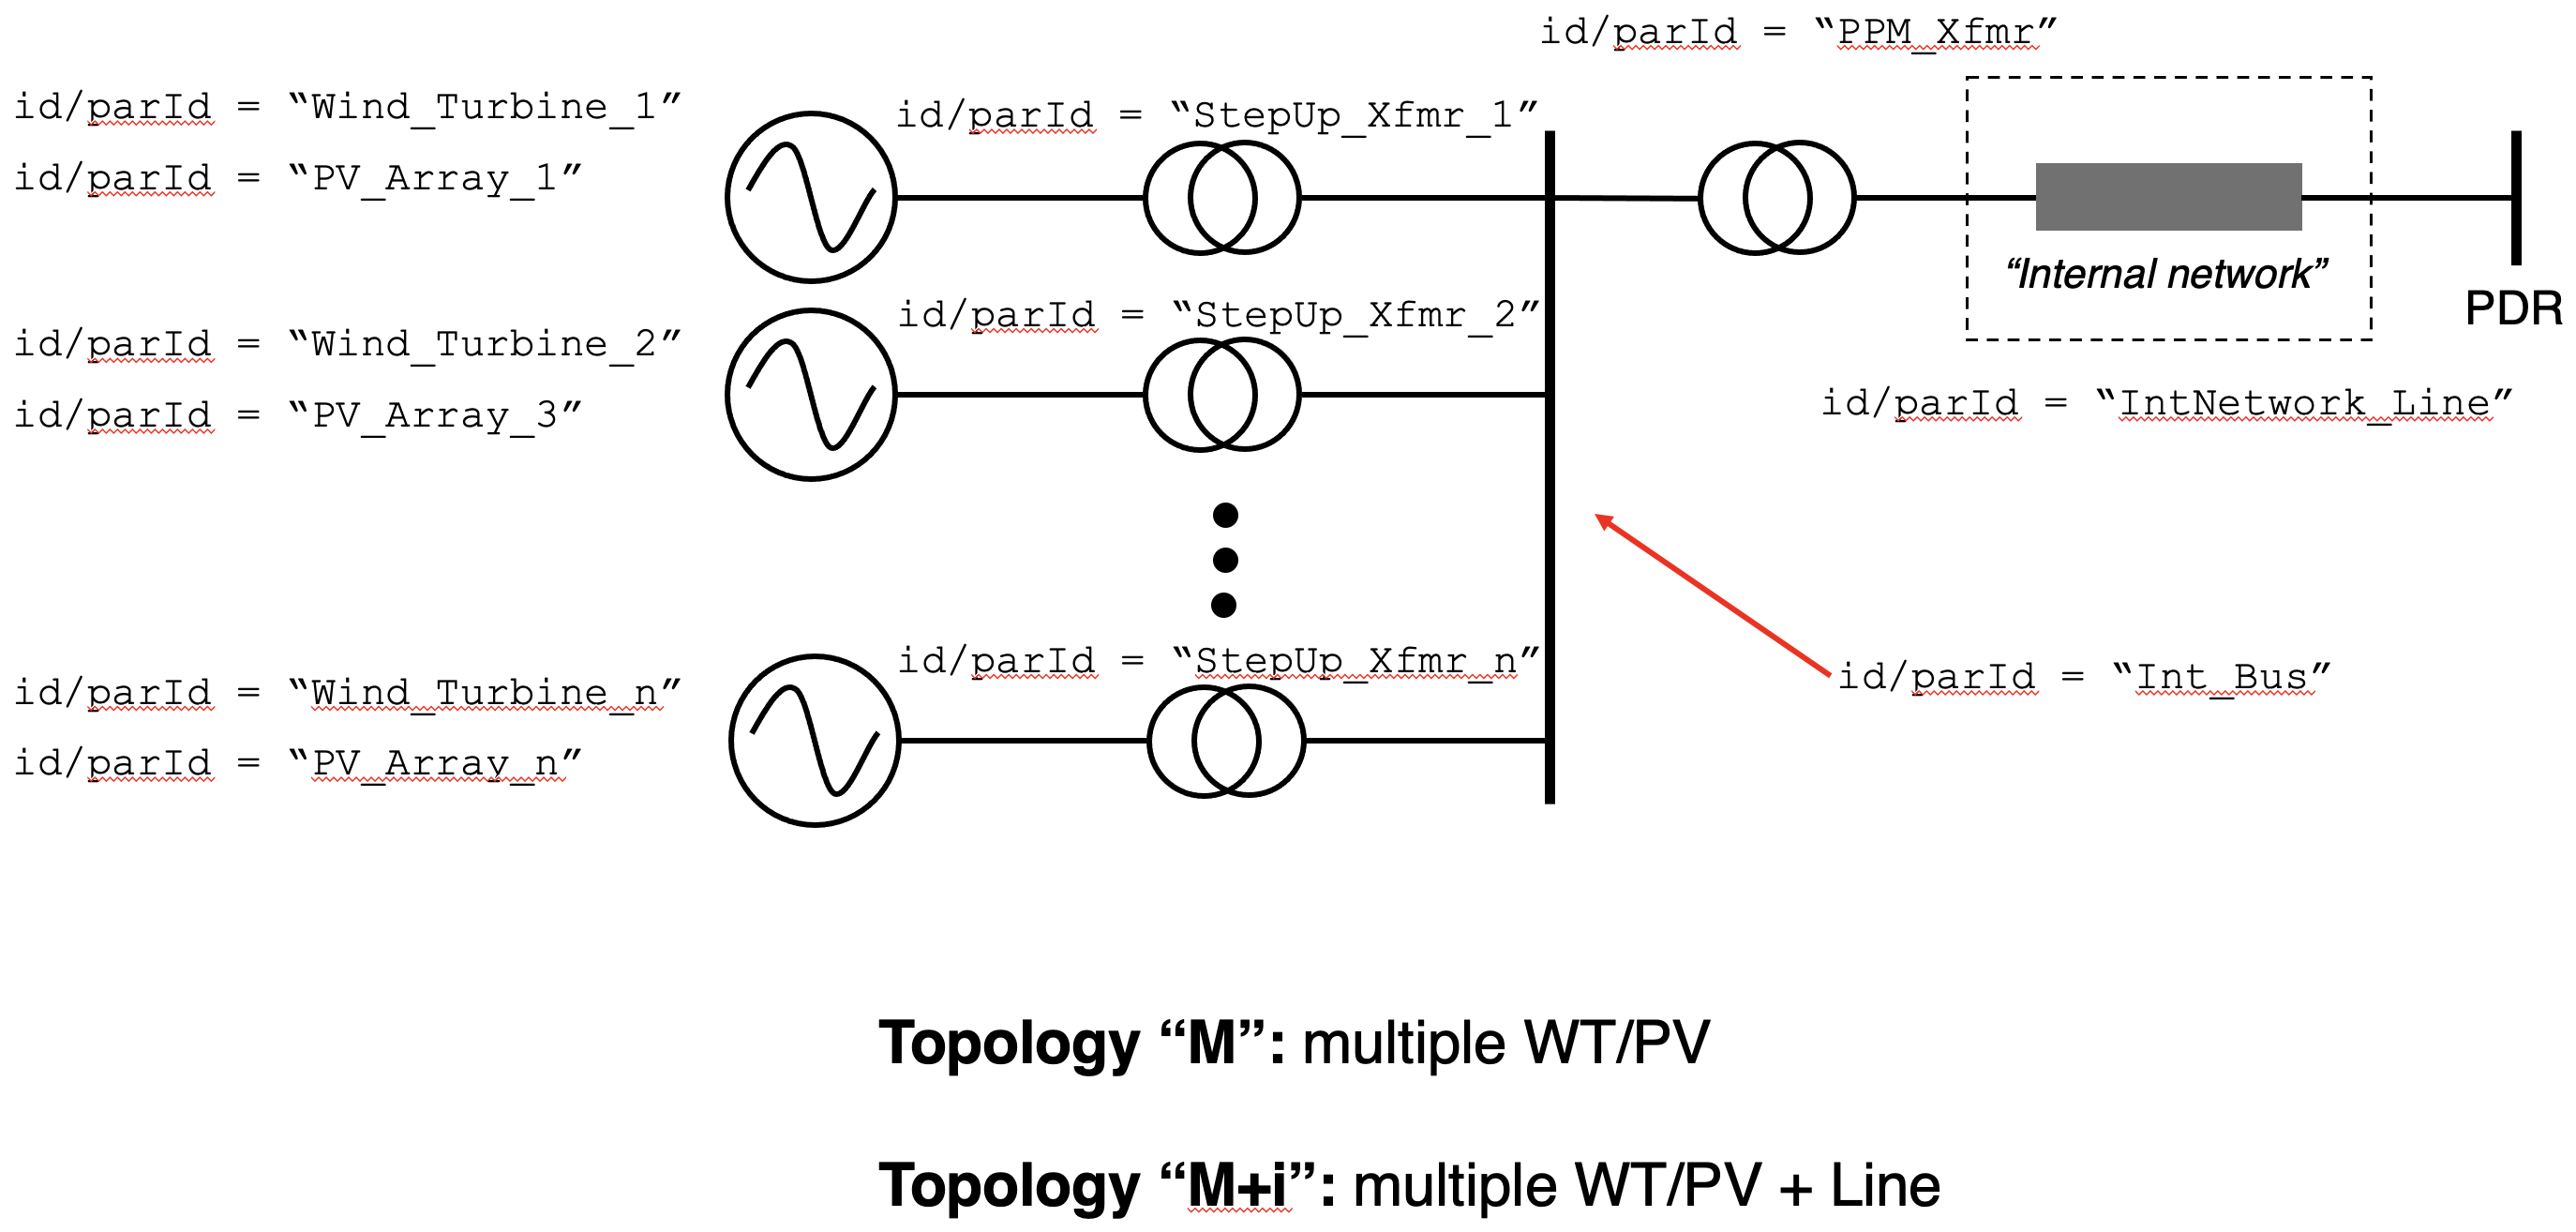 id/parId = “PPM_Xfmr”
id/parId = “Wind_Turbine_1”
id/parId = “StepUp_Xfmr_1”
id/parId = “PV_Array_1”
“Internal network”
PDR
id/parId = “StepUp_Xfmr_2”
id/parId = “Wind_Turbine_2”
id/parId = “PV_Array_3”
id/parId = “IntNetwork_Line”
id/parId = “StepUp_Xfmr_n”
id/parId = “Int_Bus”
id/parId = “Wind_Turbine_n”
id/parId = “PV_Array_n”
Topology “M”: multiple WT/PV
Topology “M+i”: multiple WT/PV + Line